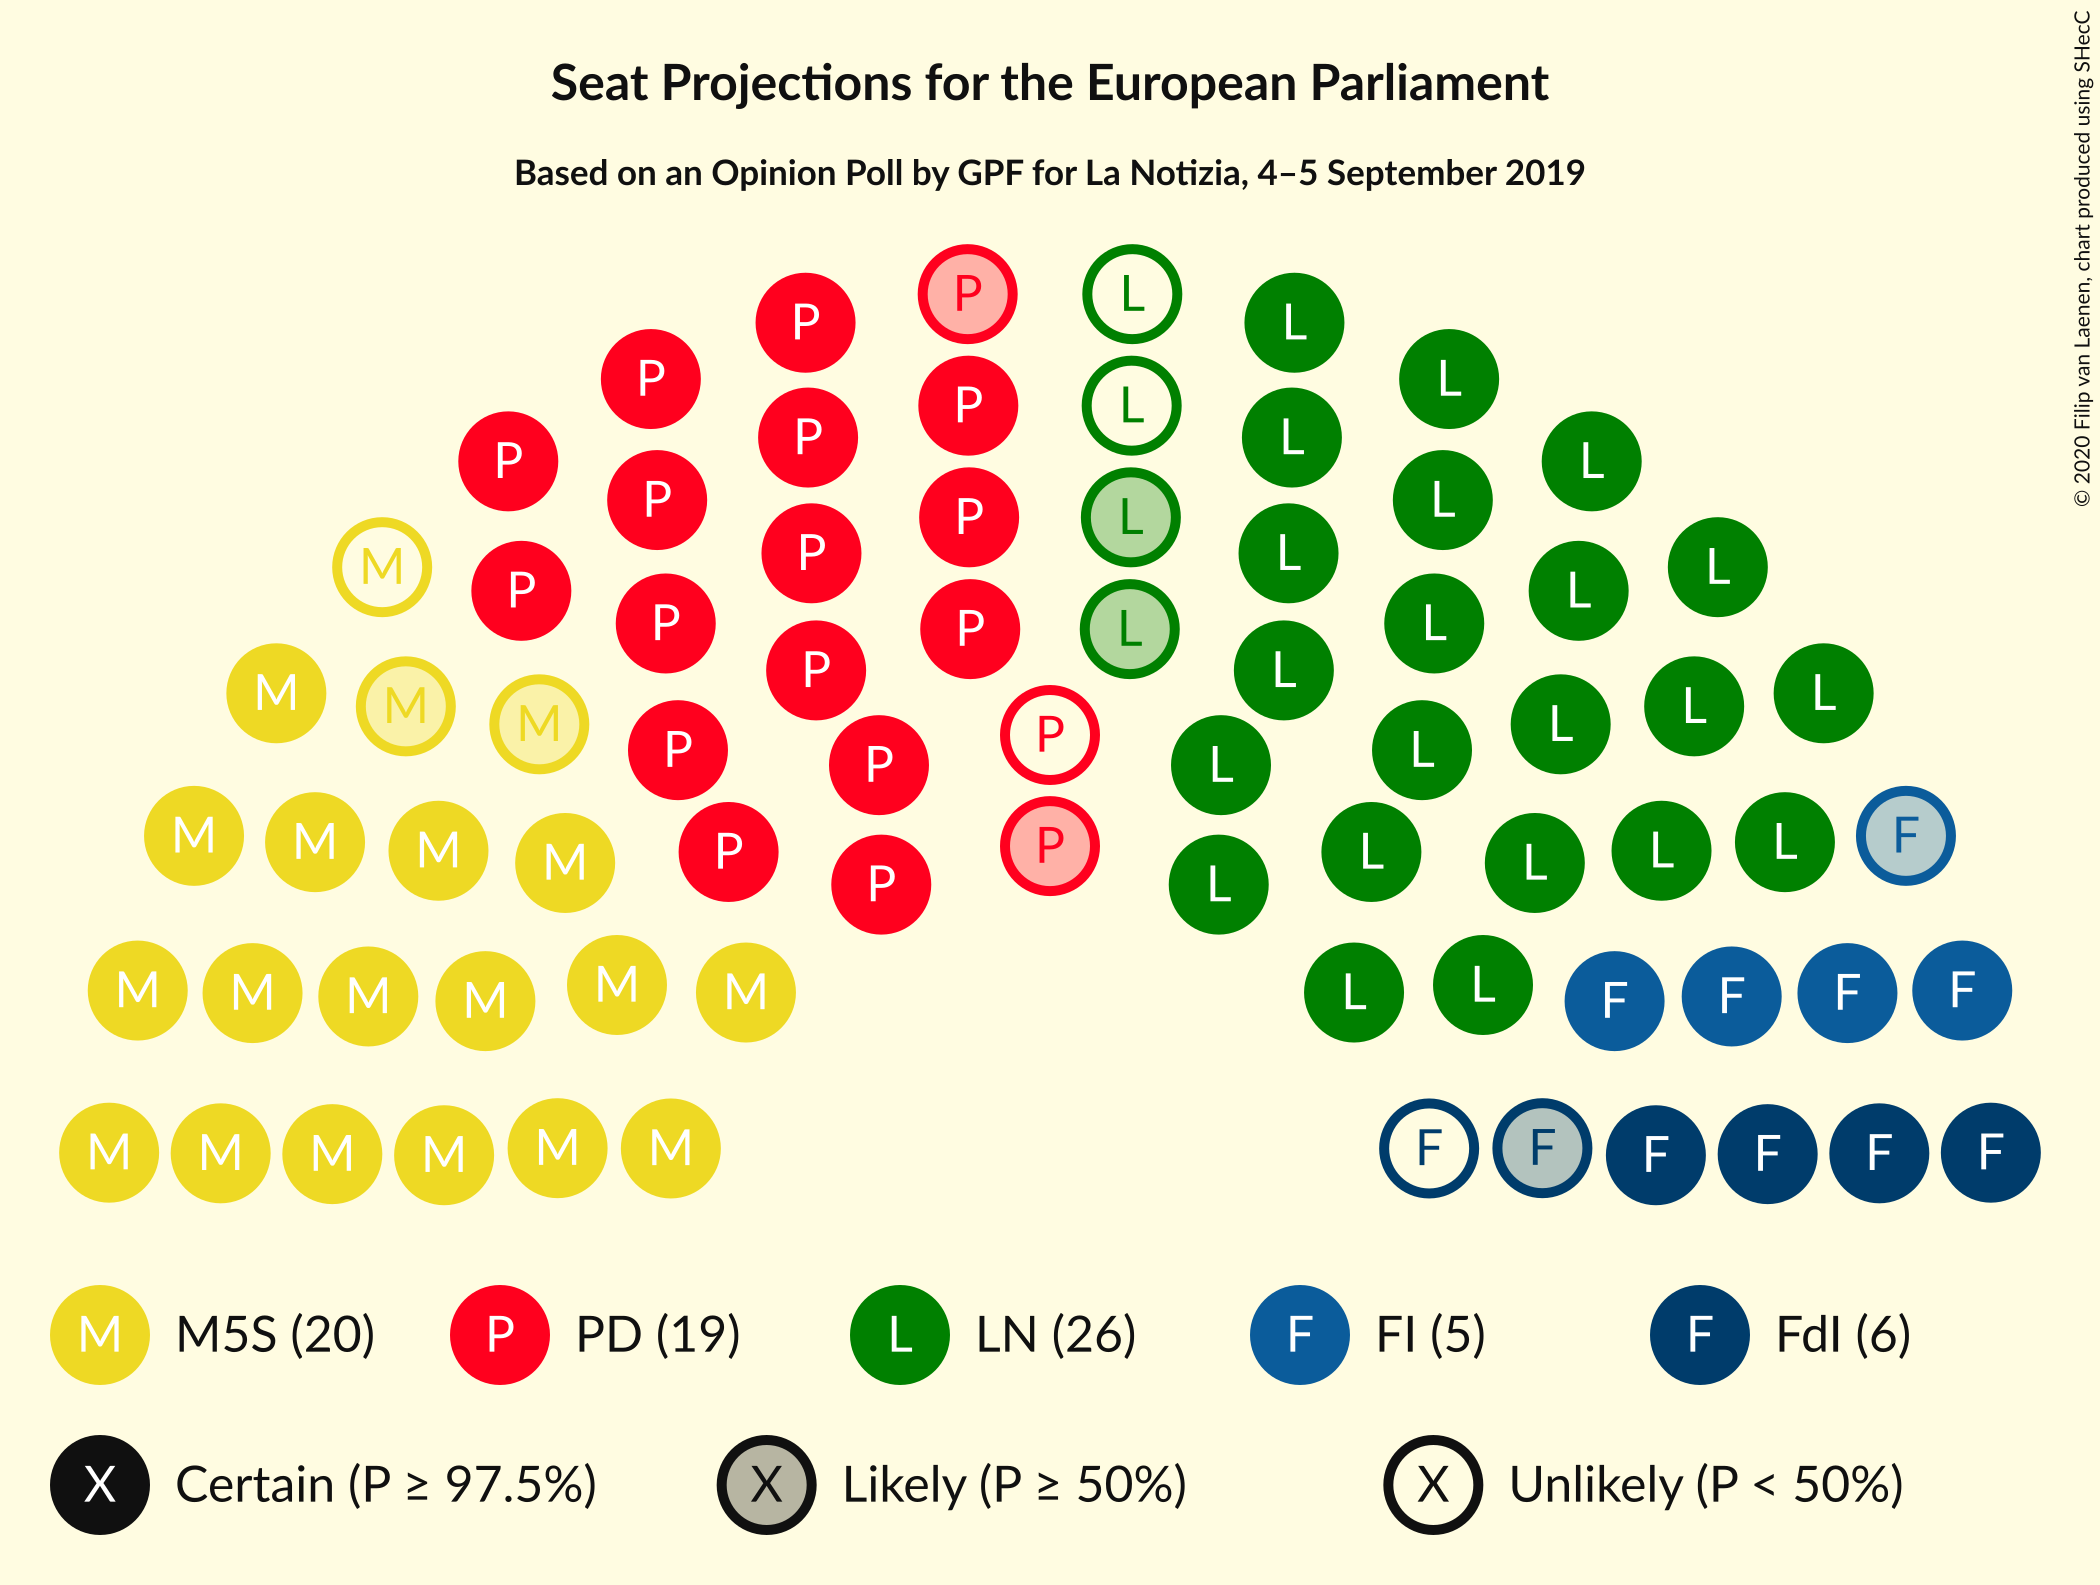 Seat Projections for the European Parliament
Based on an Opinion Poll by GPF for La Notizia, 4–5 September 2019
© 2020 Filip van Laenen, chart produced using SHecC
P L
P L
P L
P L
P L
P L
P L
P L
M L
P L
P L
P L
P L
P L
M L
M L
M L
P L
P
P L
M F
M L
M L
M L
P L
P
P L
M F
M F
M F
M F
M L
M L
M F
M F
M F
M F
M F
M F
M M5S (20) P PD (19) L LN (26) F FI (5) F FdI (6)
X Certain (P ≥ 97.5%) X Likely (P ≥ 50%) X Unlikely (P < 50%)